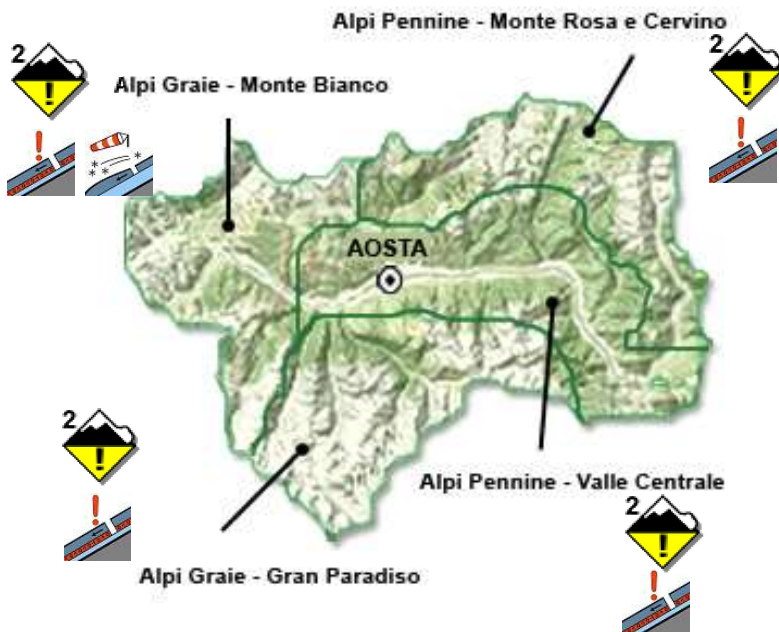 Alpi Pennine - Monte Rosa e Cervino
2
!
2
!
Alpi Graie - Monte Bianco
!
!
AOSTA
2
!
!
Alpi Pennine - Valle Centrale
2
!
!
Alpi Graie - Gran Paradiso